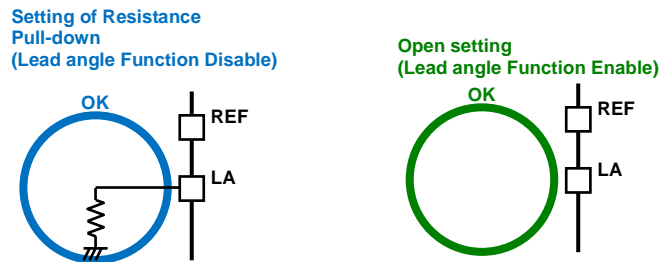 Setting of Resistance
Pull-down
(Lead angle Function Disable)
OK
REF
LA
Open setting
(Lead angle Function Enable)
OK
REF
LA